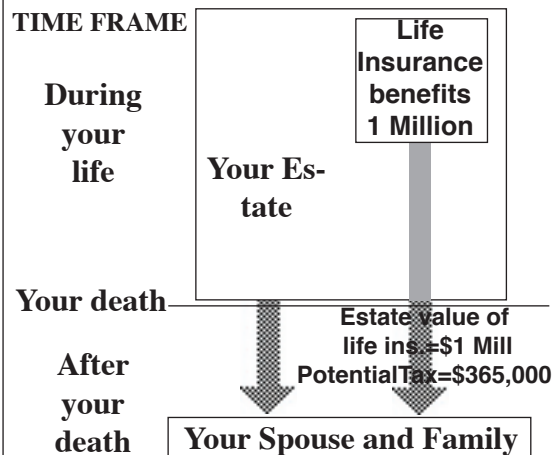 TIME FRAME
Life
Insurance
benefits
1 Million
During
your
life
Your Es-
tate
Your death
Estate value of
life ins.=$1 Mill
PotentialTax=$365,000
After
your
death
Your Spouse and Family